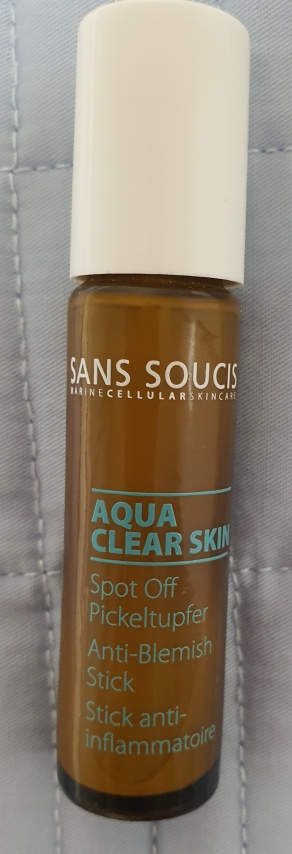 SANS SOUCIS
MARINECELLULARSKINCARE
AQUA
CLEAR SKIN
Spot Off
Pickeltupfer
Anti-Blemish
Stick
Stick anti-
inflammatoire